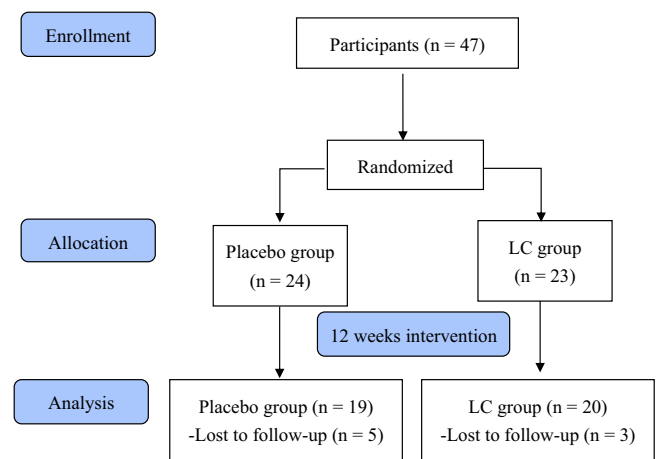 Enrollment
Participants (n = 47)
Randomized
Allocation
Placebo group
(n = 24)
LC group
(n = 23)
12 weeks intervention
Analysis
Placebo group (n = 19)
-Lost to follow-up (n = 5)
LC group (n = 20)
-Lost to follow-up (n = 3)